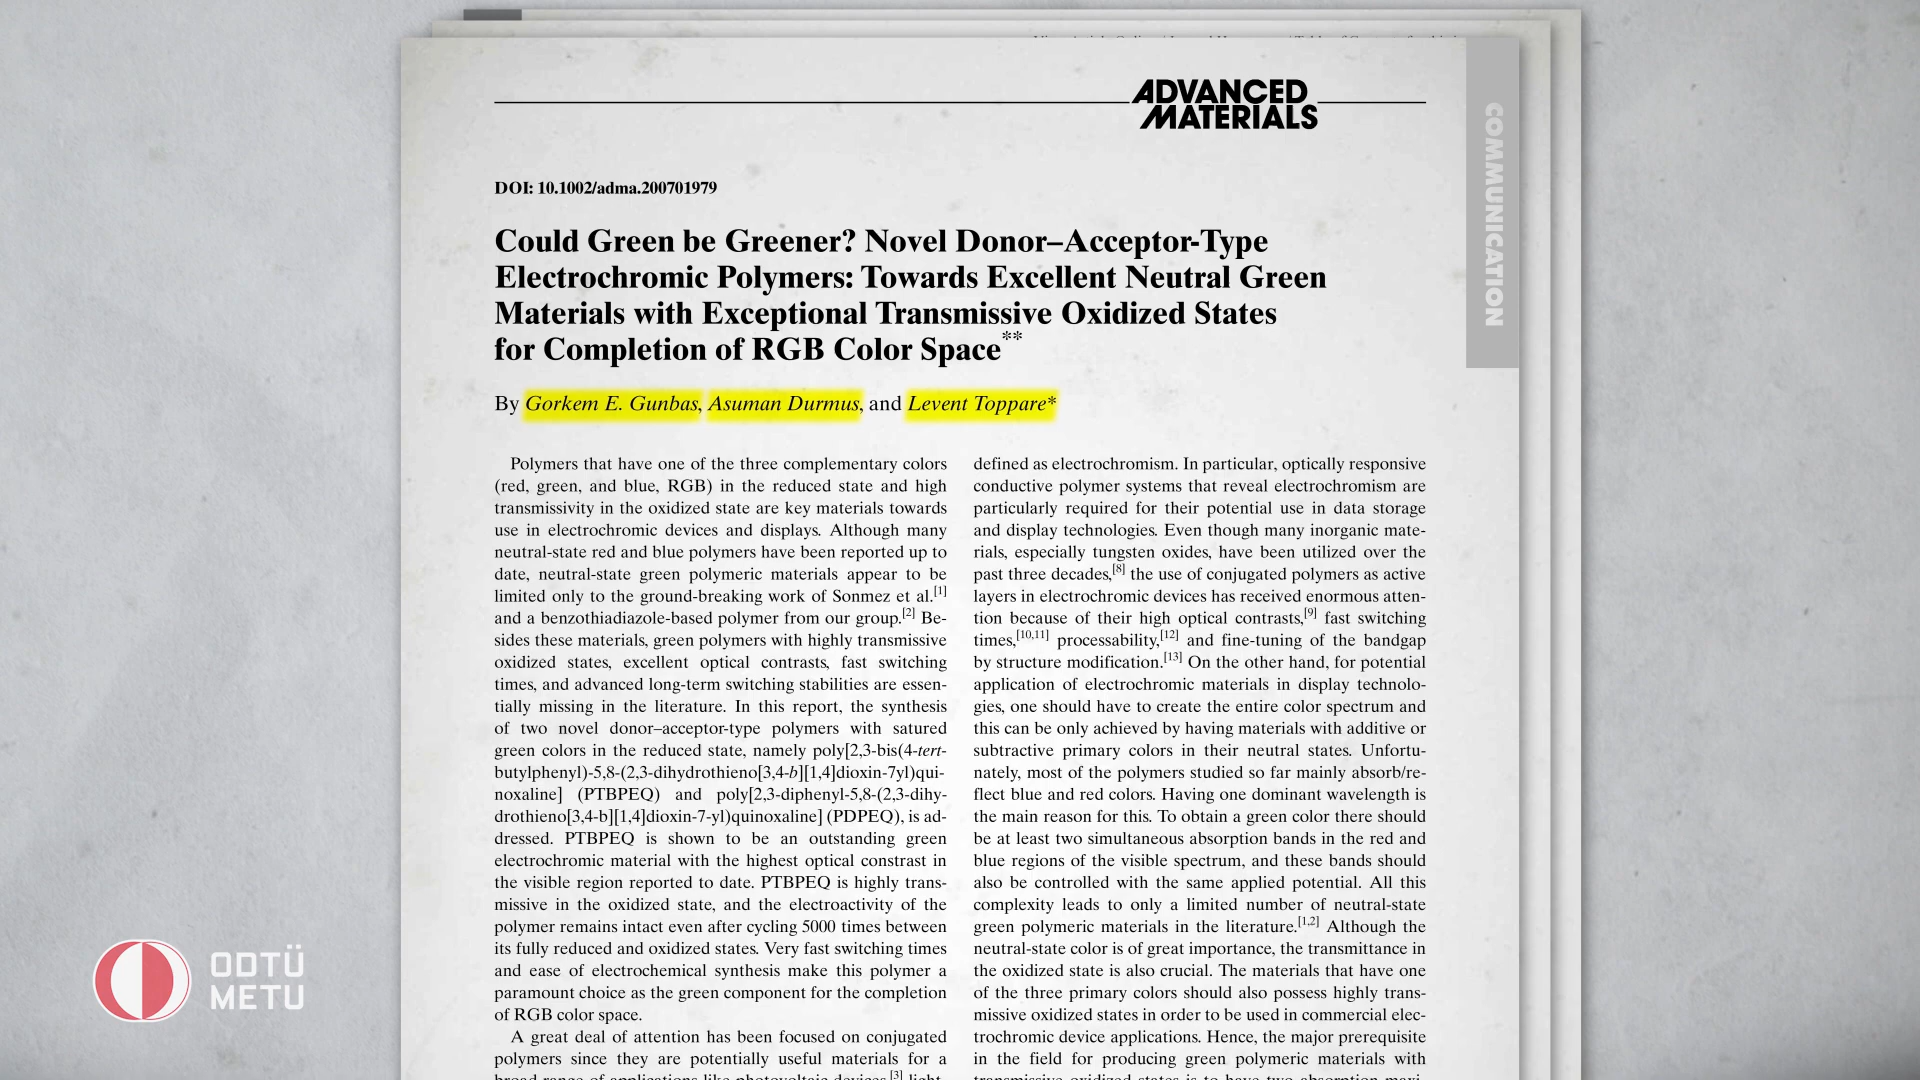 ADVANCED
MATERIALS
COMMUNICATION
DOI: 10.1002/adma.200701979
Could Green be Greener? Novel Donor–Acceptor-Type
Electrochromic Polymers: Towards Excellent Neutral Green
Materials with Exceptional Transmissive Oxidized States
for Completion of RGB Color Space**
By Gorkem E. Gunbas, Asuman Durmus, and Levent Toppare*
Polymers that have one of the three complementary colors
(red, green, and blue, RGB) in the reduced state and high
transmissivity in the oxidized state are key materials towards
use in electrochromic devices and displays. Although many
neutral-state red and blue polymers have been reported up to
date, neutral-state green polymeric materials appear to be
limited only to the ground-breaking work of Sonmez et al.[1]
and a benzothiadiazole-based polymer from our group.[2] Be-
sides these materials, green polymers with highly transmissive
oxidized states, excellent optical contrasts, fast switching
times, and advanced long-term switching stabilities are essen-
tially missing in the literature. In this report, the synthesis
of two novel donor–acceptor-type polymers with satured
green colors in the reduced state, namely poly[2,3-bis(4-tert-
butylphenyl)-5,8-(2,3-dihydrothieno[3,4-b][1,4]dioxin-7yl)qui-
noxaline] (PTBPEQ) and poly[2,3-diphenyl-5,8-(2,3-dihy-
drothieno[3,4-b][1,4]dioxin-7-yl)quinoxaline] (PDPEQ), is ad-
dressed. PTBPEQ is shown to be an outstanding green
electrochromic material with the highest optical constrast in
the visible region reported to date. PTBPEQ is highly trans-
missive in the oxidized state, and the electroactivity of the
polymer remains intact even after cycling 5000 times between
its fully reduced and oxidized states. Very fast switching times
and ease of electrochemical synthesis make this polymer a
paramount choice as the green component for the completion
of RGB color space.
A great deal of attention has been focused on conjugated
polymers since they are potentially useful materials for a
broad range of applications like photovoltaic devices,[3] light-
defined as electrochromism. In particular, optically responsive
conductive polymer systems that reveal electrochromism are
particularly required for their potential use in data storage
and display technologies. Even though many inorganic mate-
rials, especially tungsten oxides, have been utilized over the
past three decades,[8] the use of conjugated polymers as active
layers in electrochromic devices has received enormous atten-
tion because of their high optical contrasts,[9] fast switching
times,[10,11] processability,[12] and fine-tuning of the bandgap
by structure modification.[13] On the other hand, for potential
application of electrochromic materials in display technolo-
gies, one should have to create the entire color spectrum and
this can be only achieved by having materials with additive or
subtractive primary colors in their neutral states. Unfortu-
nately, most of the polymers studied so far mainly absorb/re-
flect blue and red colors. Having one dominant wavelength is
the main reason for this. To obtain a green color there should
be at least two simultaneous absorption bands in the red and
blue regions of the visible spectrum, and these bands should
also be controlled with the same applied potential. All this
complexity leads to only a limited number of neutral-state
green polymeric materials in the literature.[1,2] Although the
neutral-state color is of great importance, the transmittance in
the oxidized state is also crucial. The materials that have one
of the three primary colors should also possess highly trans-
missive oxidized states in order to be used in commercial elec-
trochromic device applications. Hence, the major prerequisite
in the field for producing green polymeric materials with
transmissive oxidized states is to have two absorption maxi-
ODTÜ
METU